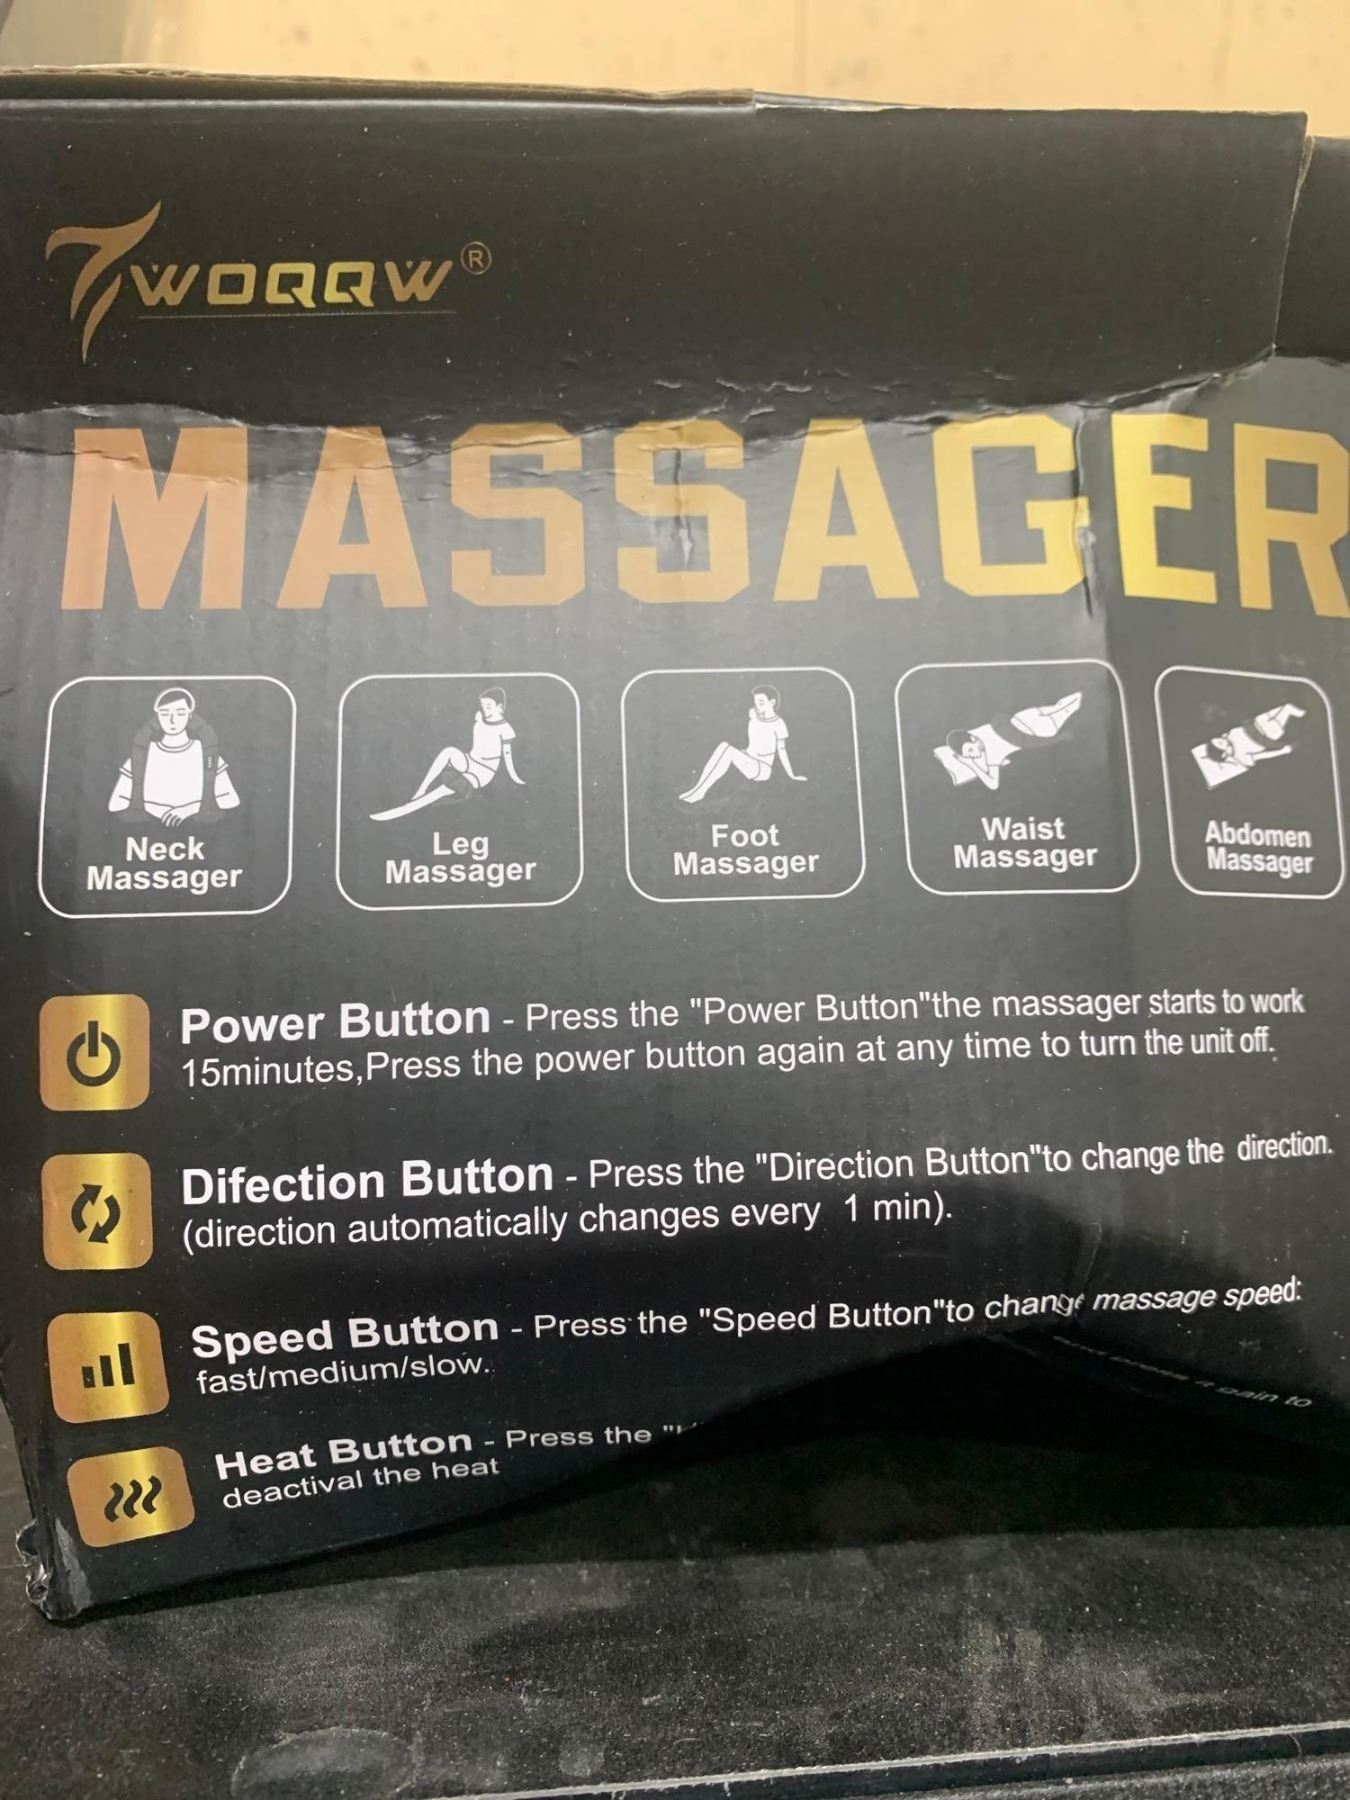 WOQQW®
MASSAGER
Neck
Massager
Leg
Massager
Foot
Massager
Waist
Massager
Abdomen
Massager
Power Button - Press the "Power Button"the massager starts to work
15minutes,Press the power button again at any time to turn the unit off.
Difection Button - Press the "Direction Button"to change the direction.
(direction automatically changes every 1 min).
Speed Button - Press the "Speed Button"to change massage speed:
fast/medium/slow.
Heat Button - Press the
gain to
deactival the heat